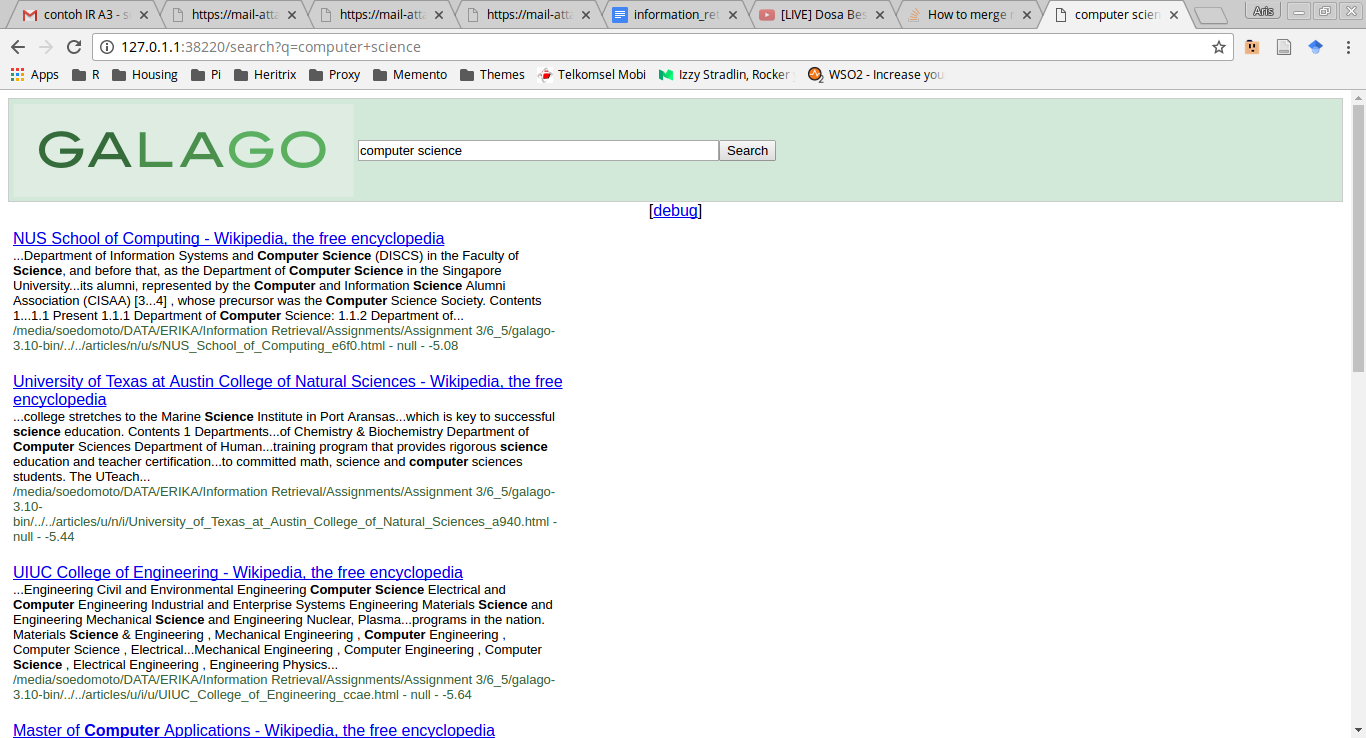 contoh IR A3 - s
https://mail-atta
https://mail-atta
https://mail-atta
information_ret
[LIVE] Dosa Bes
How to merge
computer scien
Aris
127.0.1.1:38220/search?q=computer+science
Apps R Housing Pi Heritrix Proxy Memento Themes Telkomsel Mobi Izzy Stradlin, Rocker WSO2 - Increase you
GALAGO
computer science
Search
[debug]
NUS School of Computing - Wikipedia, the free encyclopedia
...Department of Information Systems and Computer Science (DISCS) in the Faculty of
Science, and before that, as the Department of Computer Science in the Singapore
University...its alumni, represented by the Computer and Information Science Alumni
Association (CISAA) [3...4] , whose precursor was the Computer Science Society. Contents
1...1.1 Present 1.1.1 Department of Computer Science: 1.1.2 Department of...
/media/soedomoto/DATA/ERIKA/Information Retrieval/Assignments/Assignment 3/6_5/galago-
3.10-bin/../../articles/n/u/s/NUS_School_of_Computing_e6f0.html - null - -5.08
University of Texas at Austin College of Natural Sciences - Wikipedia, the free
encyclopedia
...college stretches to the Marine Science Institute in Port Aransas...which is key to successful
science education. Contents 1 Departments...of Chemistry & Biochemistry Department of
Computer Sciences Department of Human...training program that provides rigorous science
education and teacher certification...to committed math, science and computer sciences
students. The UTeach...
/media/soedomoto/DATA/ERIKA/Information Retrieval/Assignments/Assignment 3/6_5/galago-
3.10-
bin/../../articles/u/n/i/University_of_Texas_at_Austin_College_of_Natural_Sciences_a940.html -
null - -5.44
UIUC College of Engineering - Wikipedia, the free encyclopedia
...Engineering Civil and Environmental Engineering Computer Science Electrical and
Computer Engineering Industrial and Enterprise Systems Engineering Materials Science and
Engineering Mechanical Science and Engineering Nuclear, Plasma...programs in the nation.
Materials Science & Engineering , Mechanical Engineering , Computer Engineering ,
Computer Science , Electrical...Mechanical Engineering , Computer Engineering , Computer
Science , Electrical Engineering , Engineering Physics...
/media/soedomoto/DATA/ERIKA/Information Retrieval/Assignments/Assignment 3/6_5/galago-
3.10-bin/../../articles/u/i/u/UIUC_College_of_Engineering_ccae.html - null - -5.64
Master of Computer Applications - Wikipedia, the free encyclopedia